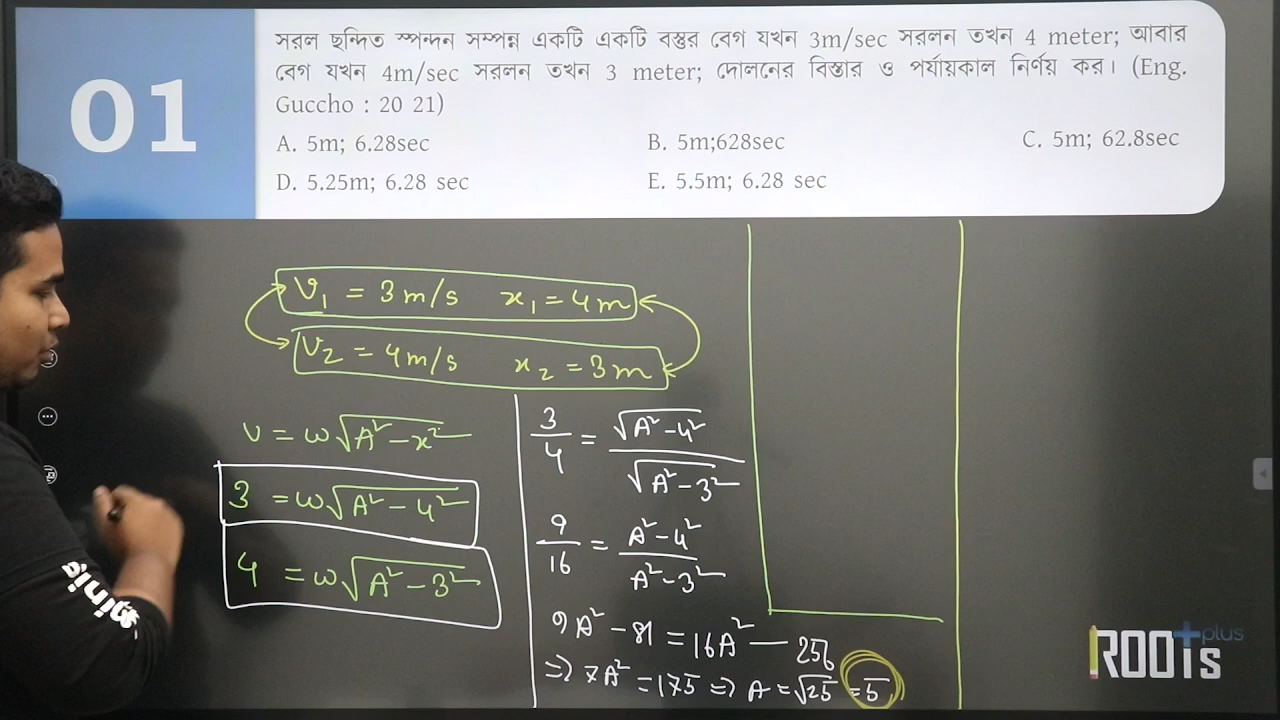 01
সরল ছন্দিত স্পন্দন সম্পন্ন একটি একটি বস্তুর বেগ যখন 3m/sec সরলন তখন 4 meter; আবার
বেগ যখন 4m/sec সরলন তখন 3 meter; দোলনের বিস্তার ও পর্যায়কাল নির্ণয় কর। (Eng.
Guccho : 20 21)
A. 5m; 6.28sec B. 5m;628sec C. 5m; 62.8sec
D. 5.25m; 6.28 sec E. 5.5m; 6.28 sec
v₁ = 3m/s x₁ = 4m
v₂ = 4m/s x₂ = 3m
v = ω√(A²-x²)
3 = ω√(A²-4²)
4 = ω√(A²-3²)
3/4 = √(A²-4²)/√(A²-3²)
9/16 = (A²-4²)/(A²-3²)
9A² - 81 = 16A² - 256
⇒ 7A² = 175 ⇒ A = √25 = 5
ROOTs
plus